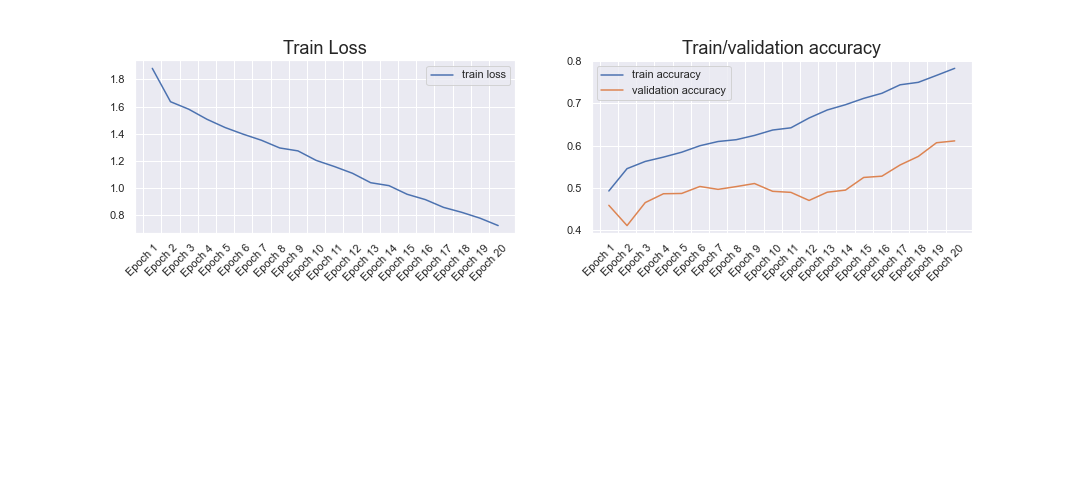 Train Loss
train loss
1.8
1.6
1.4
1.2
1.0
0.8
Epoch 1
Epoch 2
Epoch 3
Epoch 4
Epoch 5
Epoch 6
Epoch 7
Epoch 8
Epoch 9
Epoch 10
Epoch 11
Epoch 12
Epoch 13
Epoch 14
Epoch 15
Epoch 16
Epoch 17
Epoch 18
Epoch 19
Epoch 20
Train/validation accuracy
train accuracy
validation accuracy
0.8
0.7
0.6
0.5
0.4
Epoch 1
Epoch 2
Epoch 3
Epoch 4
Epoch 5
Epoch 6
Epoch 7
Epoch 8
Epoch 9
Epoch 10
Epoch 11
Epoch 12
Epoch 13
Epoch 14
Epoch 15
Epoch 16
Epoch 17
Epoch 18
Epoch 19
Epoch 20